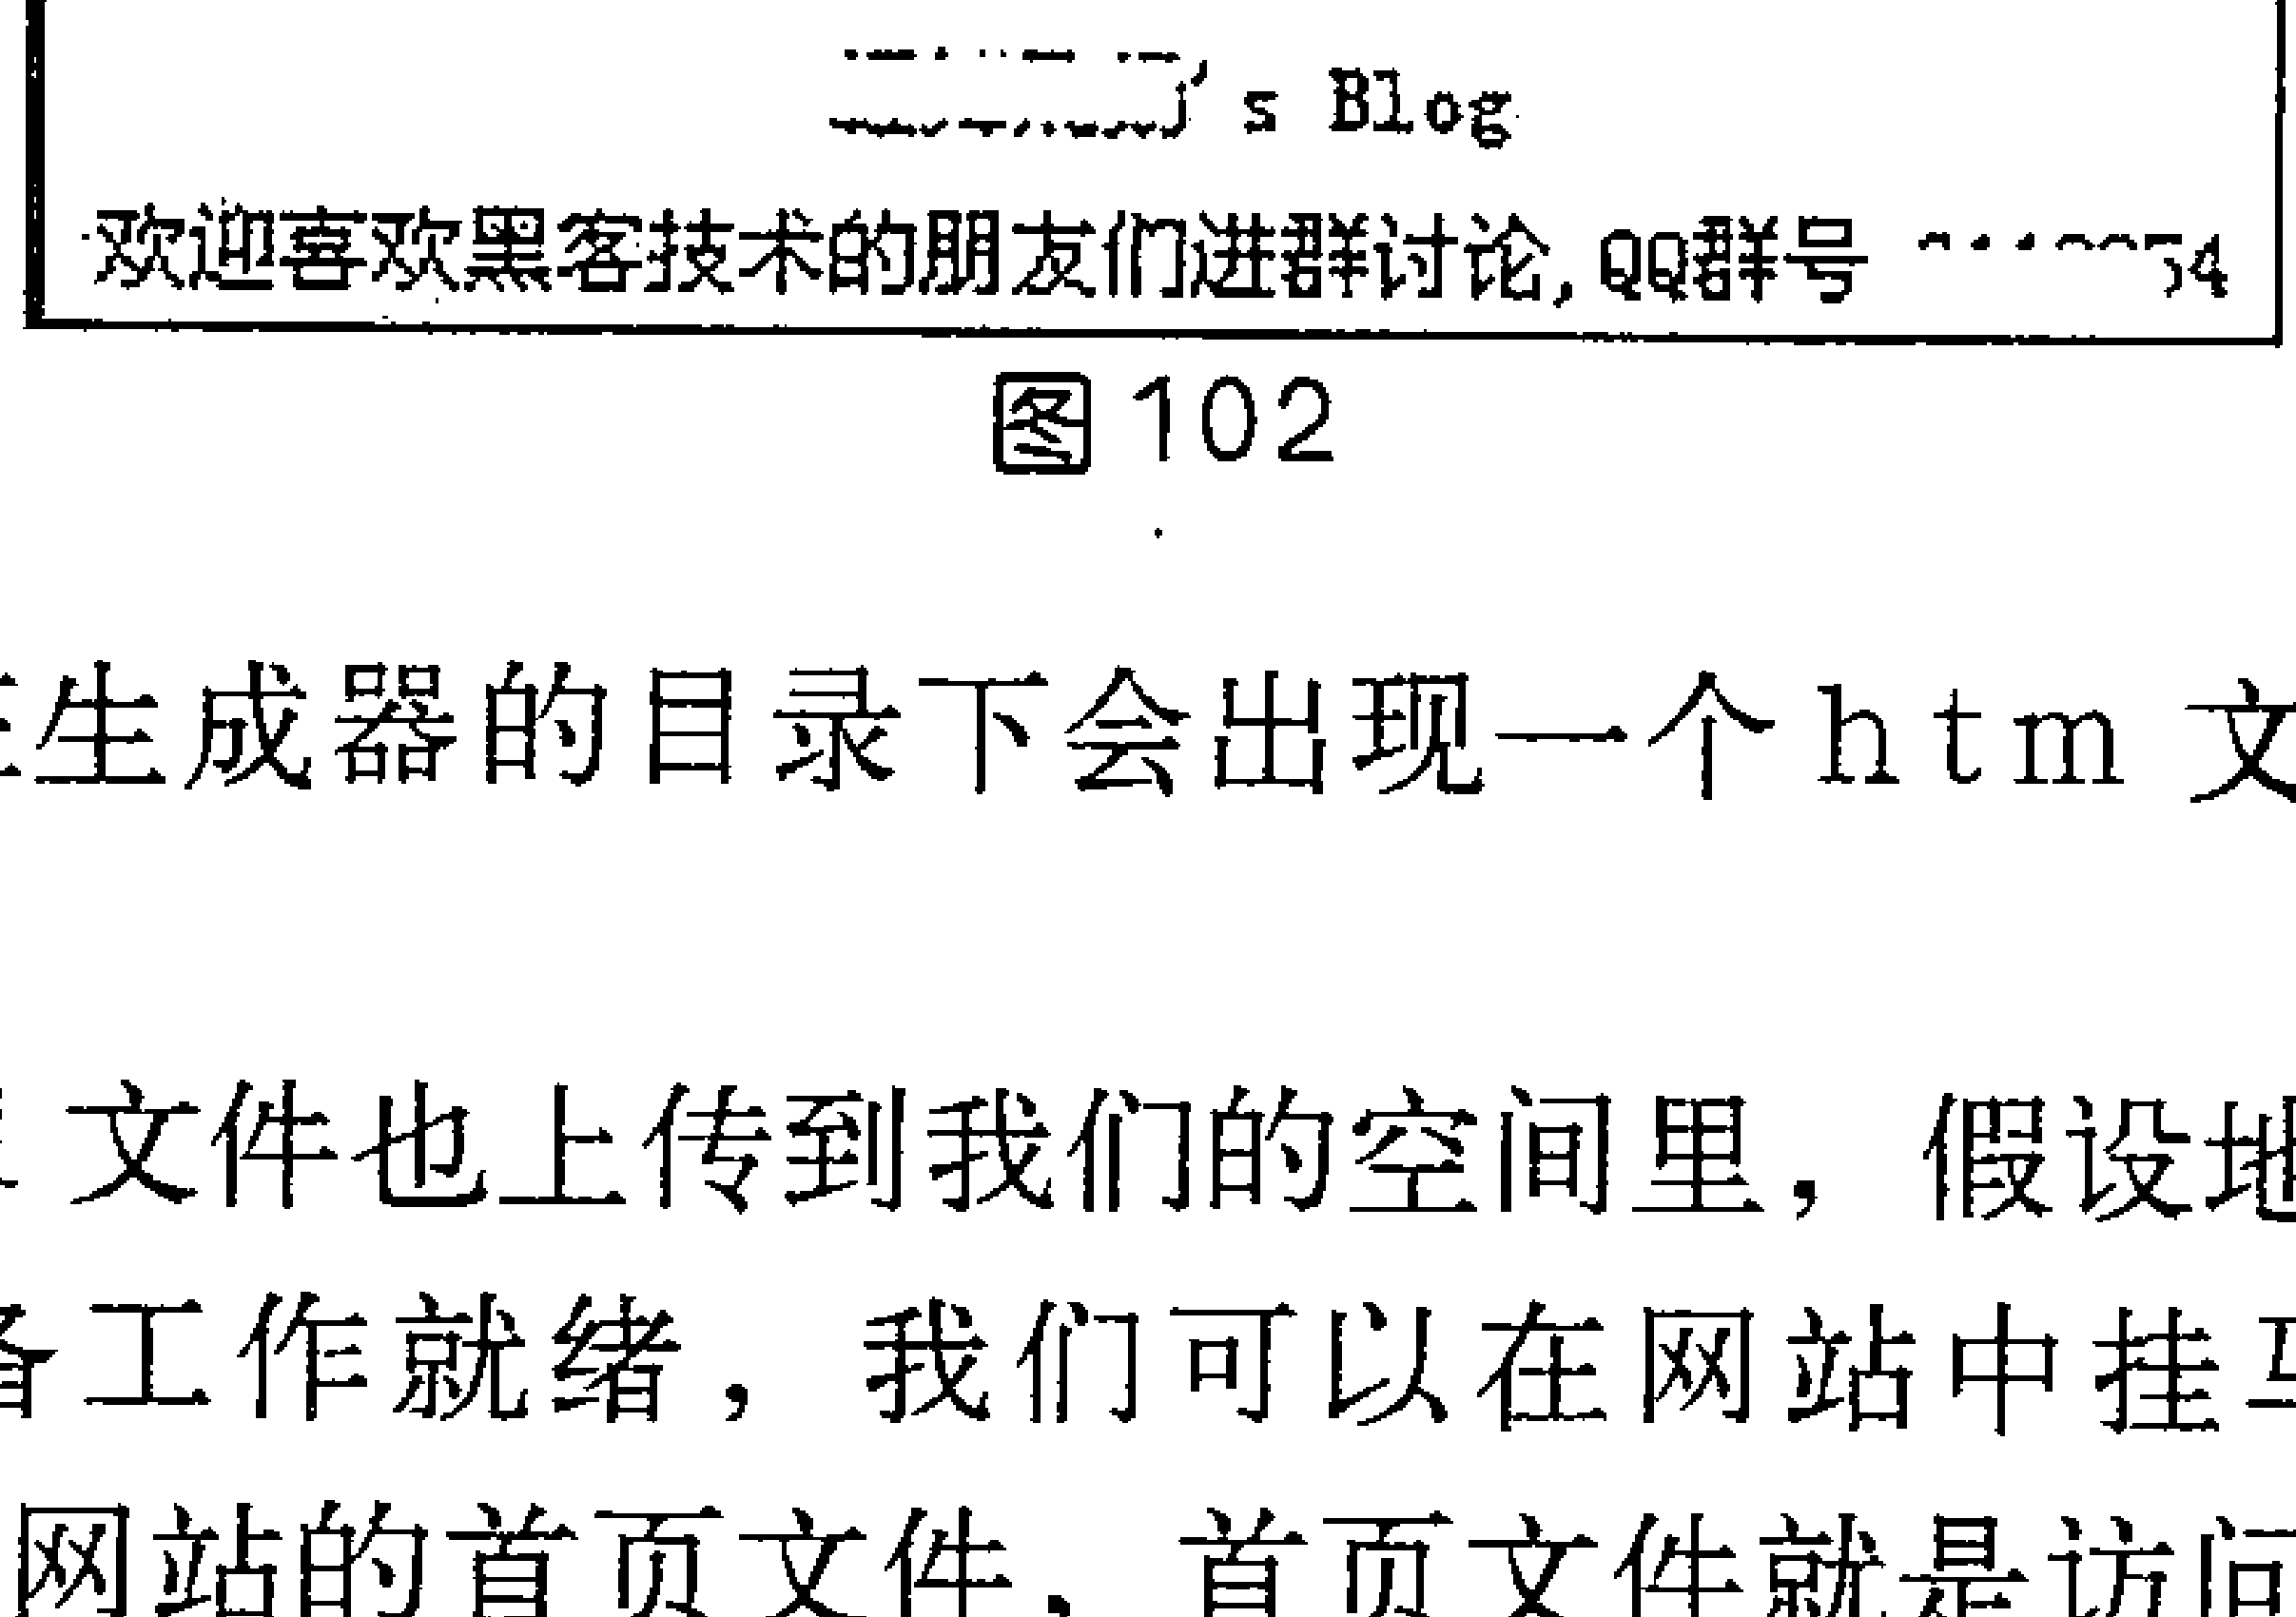 's Blog
欢迎喜欢黑客技术的朋友们进群讨论,QQ群号 54
图102
生成器的目录下会出现一个htm 文
文件也上传到我们的空间里，假设地
备工作就绪，我们可以在网站中挂马
网站的首页文件，首页文件就是访问